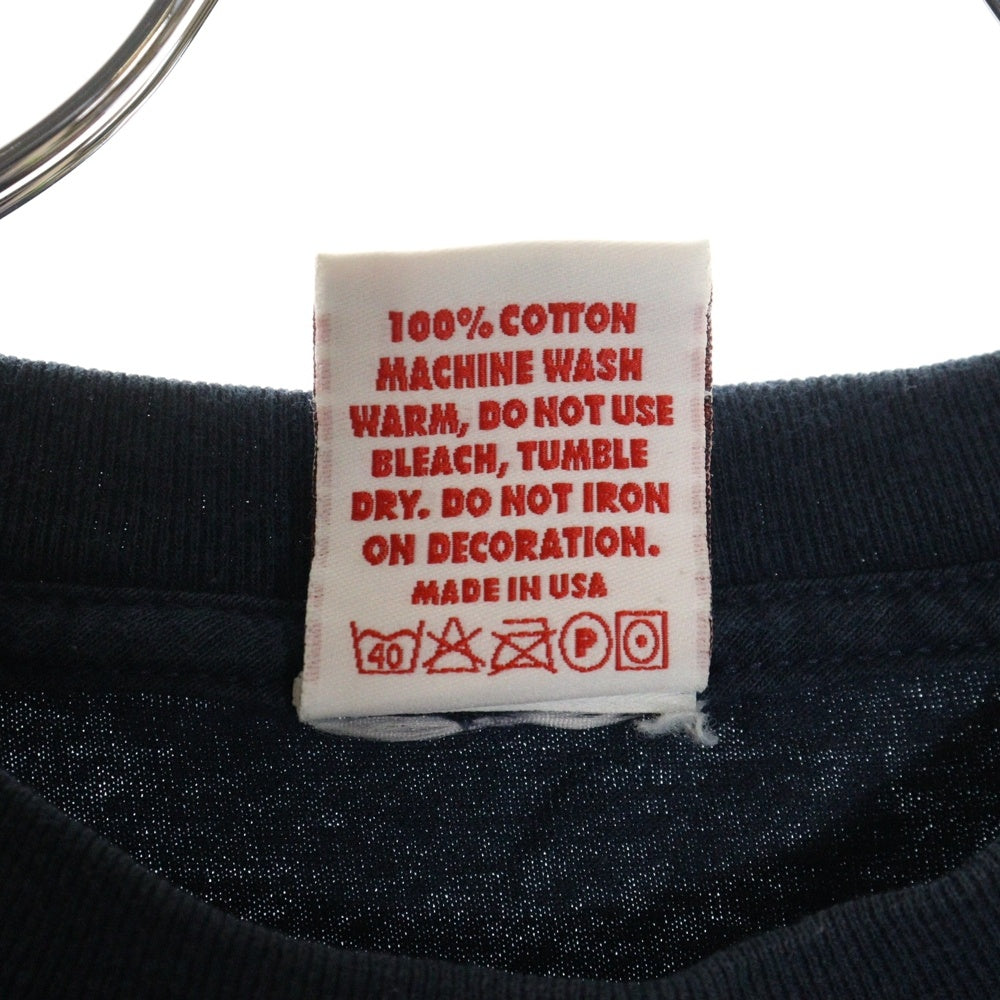 100% COTTON
MACHINE WASH
WARM, DO NOT USE
BLEACH, TUMBLE
DRY. DO NOT IRON
ON DECORATION.
MADE IN USA
40 P